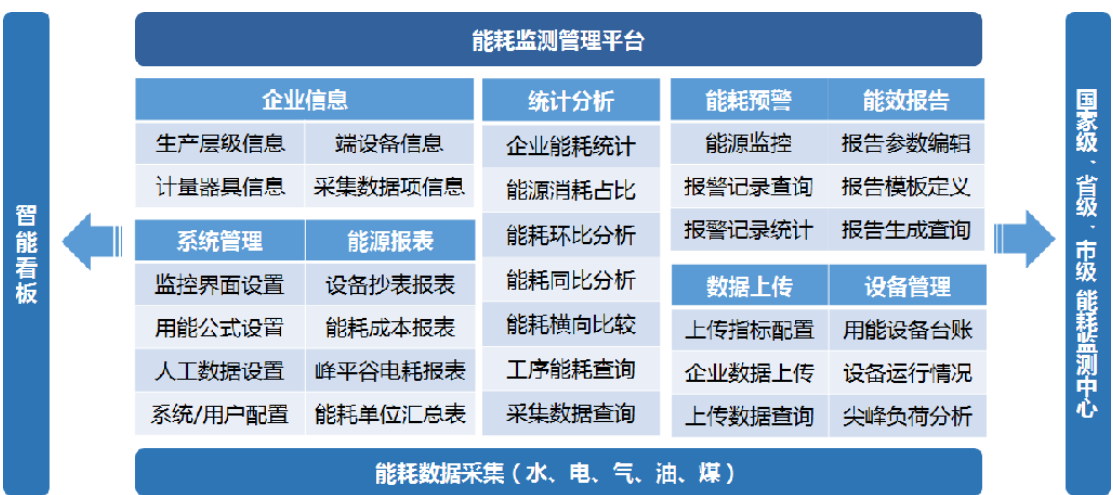 能耗监测管理平台
智能看板
企业信息
生产层级信息 端设备信息
计量器具信息 采集数据项信息
系统管理 能源报表
监控界面设置 设备抄表报表
用能公式设置 能耗成本报表
人工数据设置 峰平谷电耗报表
系统/用户配置 能耗单位汇总表
统计分析
企业能耗统计
能源消耗占比
能耗环比分析
能耗同比分析
能耗横向比较
工序能耗查询
采集数据查询
能耗预警 能效报告
能源监控 报告参数编辑
报警记录查询 报告模板定义
报警记录统计 报告生成查询
数据上传 设备管理
上传指标配置 用能设备台账
企业数据上传 设备运行情况
上传数据查询 尖峰负荷分析
国家级、省级、市级 能耗监测中心
能耗数据采集（水、电、气、油、煤）